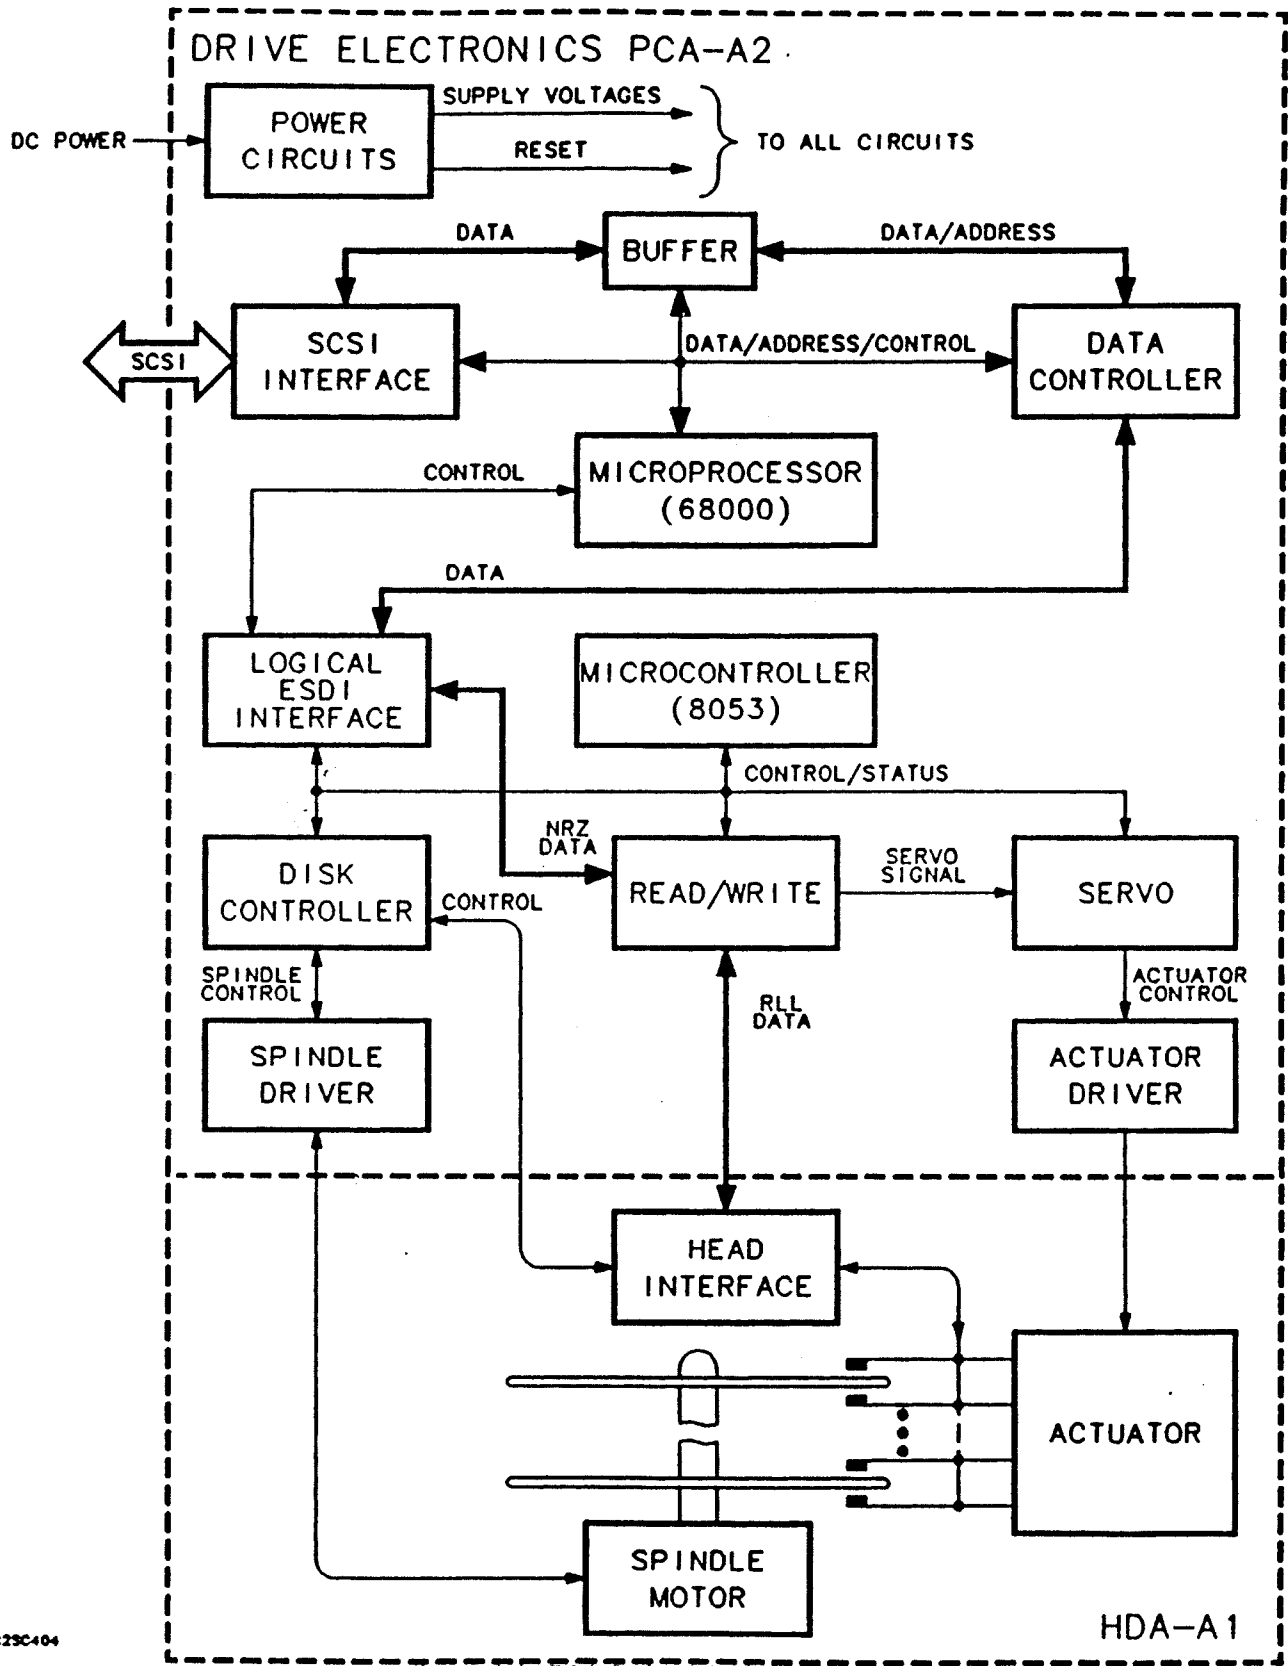 DRIVE ELECTRONICS PCA-A2
SUPPLY VOLTAGES
DC POWER
POWER
CIRCUITS
RESET
TO ALL CIRCUITS
DATA
BUFFER
DATA/ADDRESS
SCSI
SCSI
INTERFACE
DATA/ADDRESS/CONTROL
DATA
CONTROLLER
CONTROL
MICROPROCESSOR
(68000)
DATA
LOGICAL
ESDI
INTERFACE
MICROCONTROLLER
(8053)
CONTROL/STATUS
NRZ
DATA
DISK
CONTROLLER
CONTROL
READ/WRITE
SERVO
SIGNAL
SERVO
SPINDLE
CONTROL
RLL
DATA
ACTUATOR
CONTROL
SPINDLE
DRIVER
ACTUATOR
DRIVER
HEAD
INTERFACE
ACTUATOR
SPINDLE
MOTOR
HDA-A1